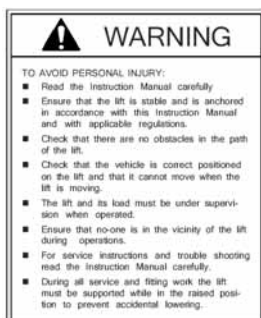 WARNING
TO AVOID PERSONAL INJURY:
■ Read the Instruction Manual carefully
■ Ensure that the lift is stable and is anchored
in accordance with this Instruction Manual
and with applicable regulations.
■ Check that there are no obstacles in the path
of the lift.
■ Check that the vehicle is correct positioned
on the lift and that it cannot move when the
lift is moving.
■ The lift and its load must be under supervi-
sion when operated.
■ Ensure that no-one is in the vicinity of the lift
during operations.
■ For service instructions and trouble shooting
read the Instruction Manual carefully.
■ During all service and fitting work the lift
must be supported while in the raised posi-
tion to prevent accidental lowering.